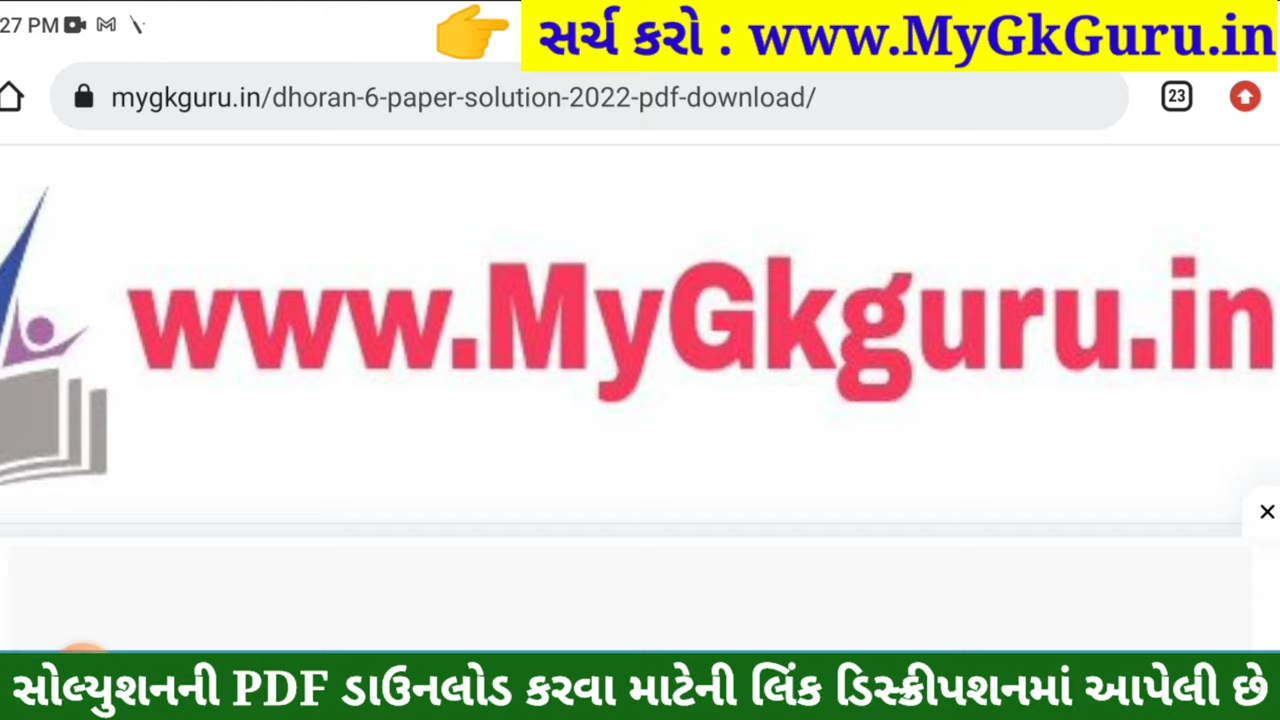 27 PM
સર્ચ કરો : www.MyGkGuru.in
mygkguru.in/dhoran-6-paper-solution-2022-pdf-download/
23
www.MyGkguru.in
સોલ્યુશનની PDF ડાઉનલોડ કરવા માટેની લિંક ડિસ્ક્રીપશનમાં આપેલી છે